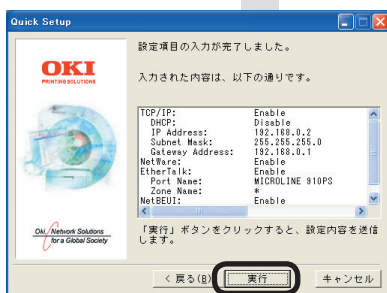 Quick Setup
OKI
PRINTING SOLUTIONS
Oki, Network Solutions
for a Global Society
設定項目の入力が完了しました。
入力された内容は、以下の通りです。
TCP/IP: Enable
DHCP: Disable
IP Address: 192.168.0.2
Subnet Mask: 255.255.255.0
Gateway Address: 192.168.0.1
NetWare: Enable
EtherTalk: Enable
Port Name: MICROLINE 910PS
Zone Name: *
NetBEUI: Enable
「実行」ボタンをクリックすると、設定内容を送信
します。
< 戻る(B)
実行
キャンセル